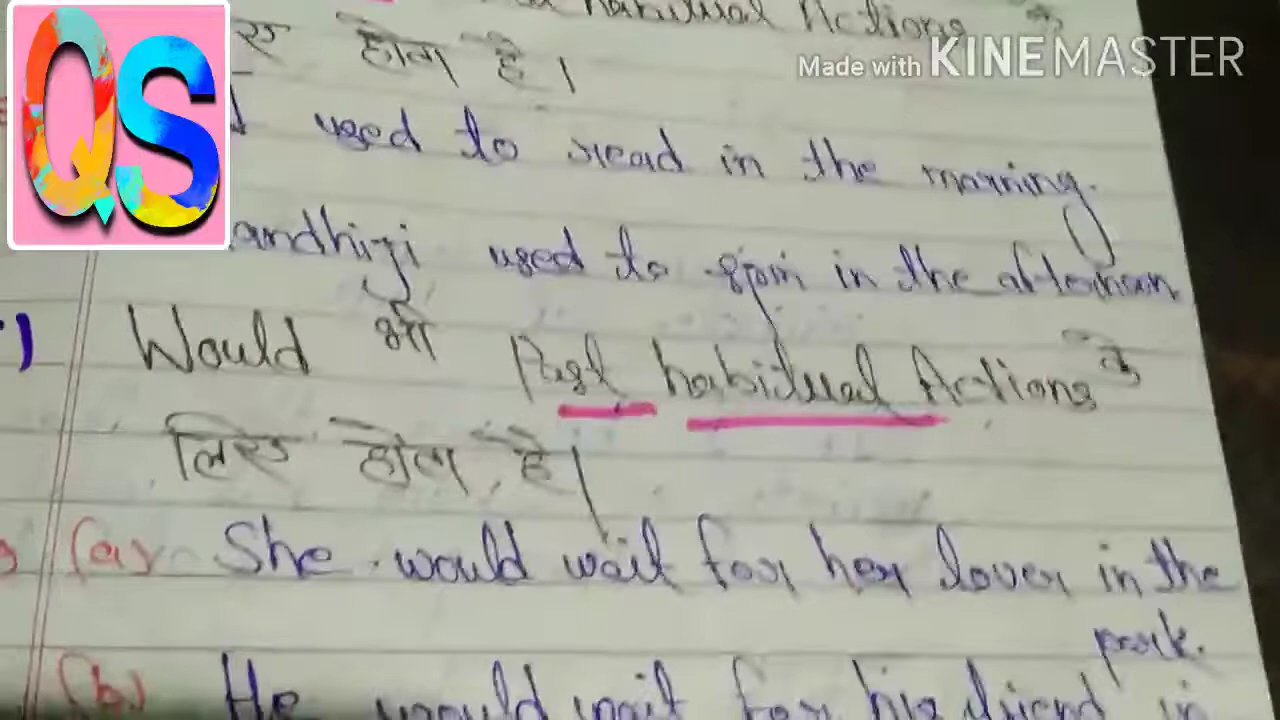 habitual Actions के
ए होता है।
QS
Made with KINEMASTER
I used to read in the morning.
andhiji used to spin in the afternoon
Would भी Past habitual Actions के
लिए होता है।
(a) She would wait for her lover in the
park.
(b) He would wait for his friend in